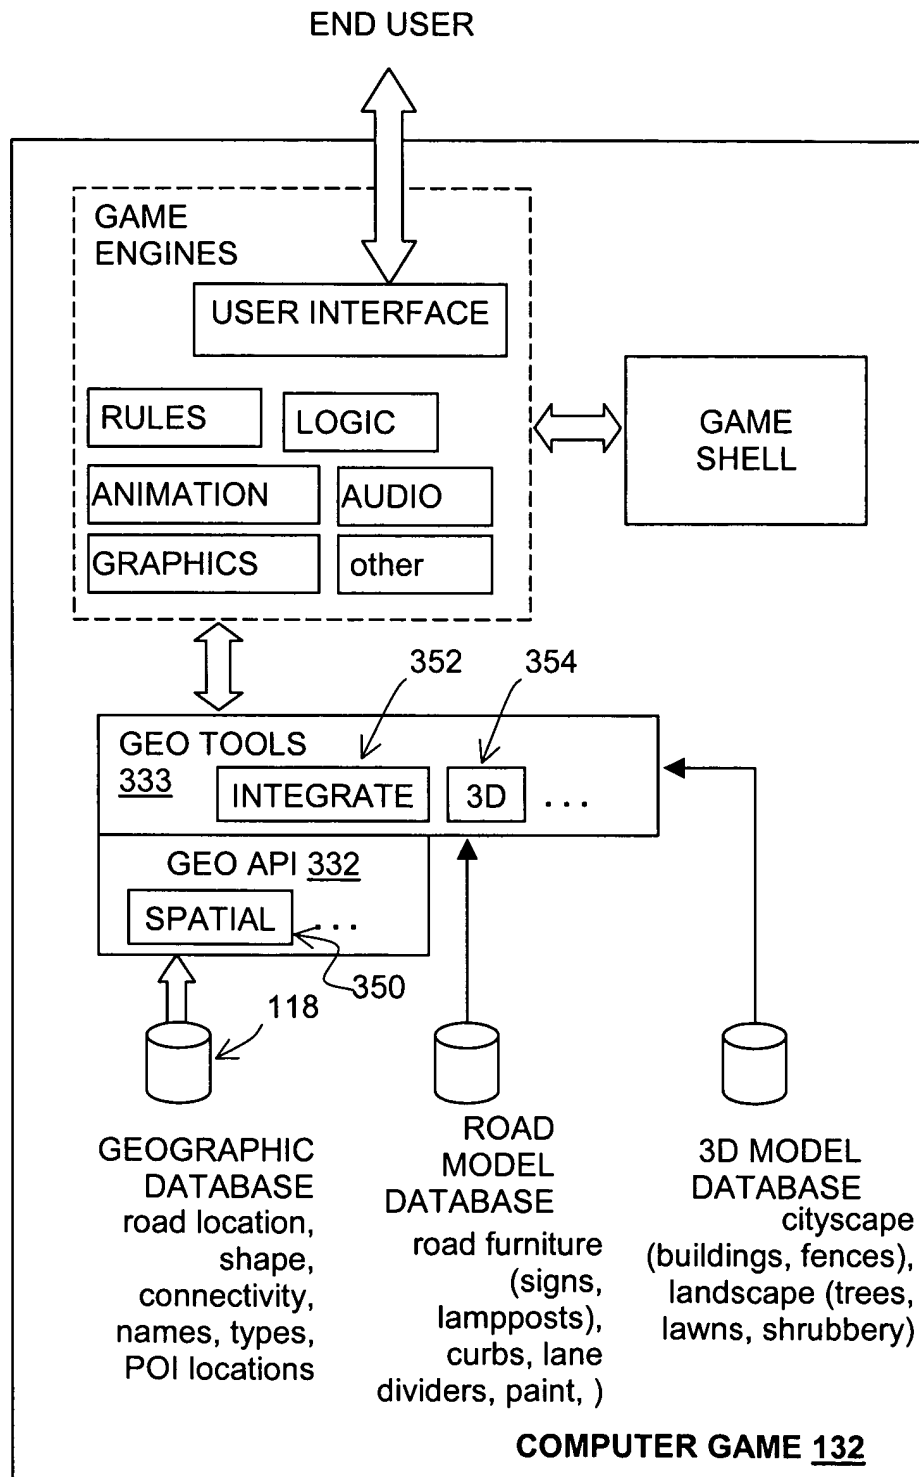 END USER
GAME
ENGINES
USER INTERFACE
RULES
LOGIC
ANIMATION
AUDIO
GRAPHICS
other
GAME
SHELL
352
354
GEO TOOLS
333
INTEGRATE
3D
. . .
GEO API 332
SPATIAL
. . .
350
118
GEOGRAPHIC
DATABASE
road location,
shape,
connectivity,
names, types,
POI locations
ROAD
MODEL
DATABASE
road furniture
(signs,
lampposts),
curbs, lane
dividers, paint, )
3D MODEL
DATABASE
cityscape
(buildings, fences),
landscape (trees,
lawns, shrubbery)
COMPUTER GAME 132